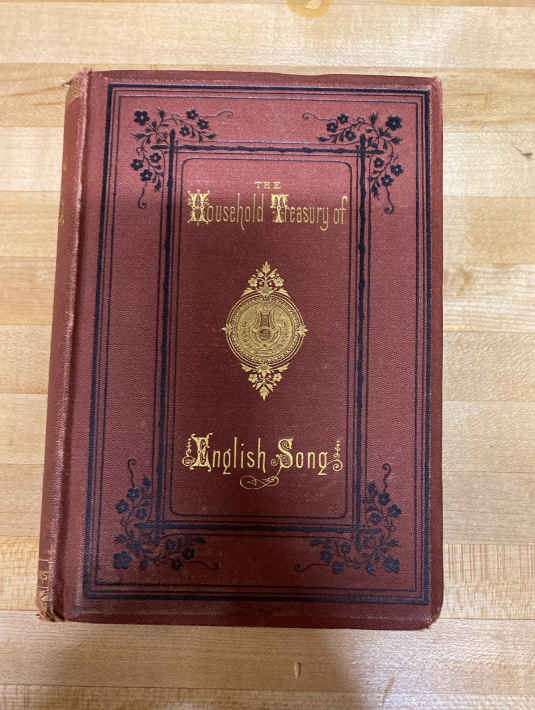 THE
Household Treasury of
English Song